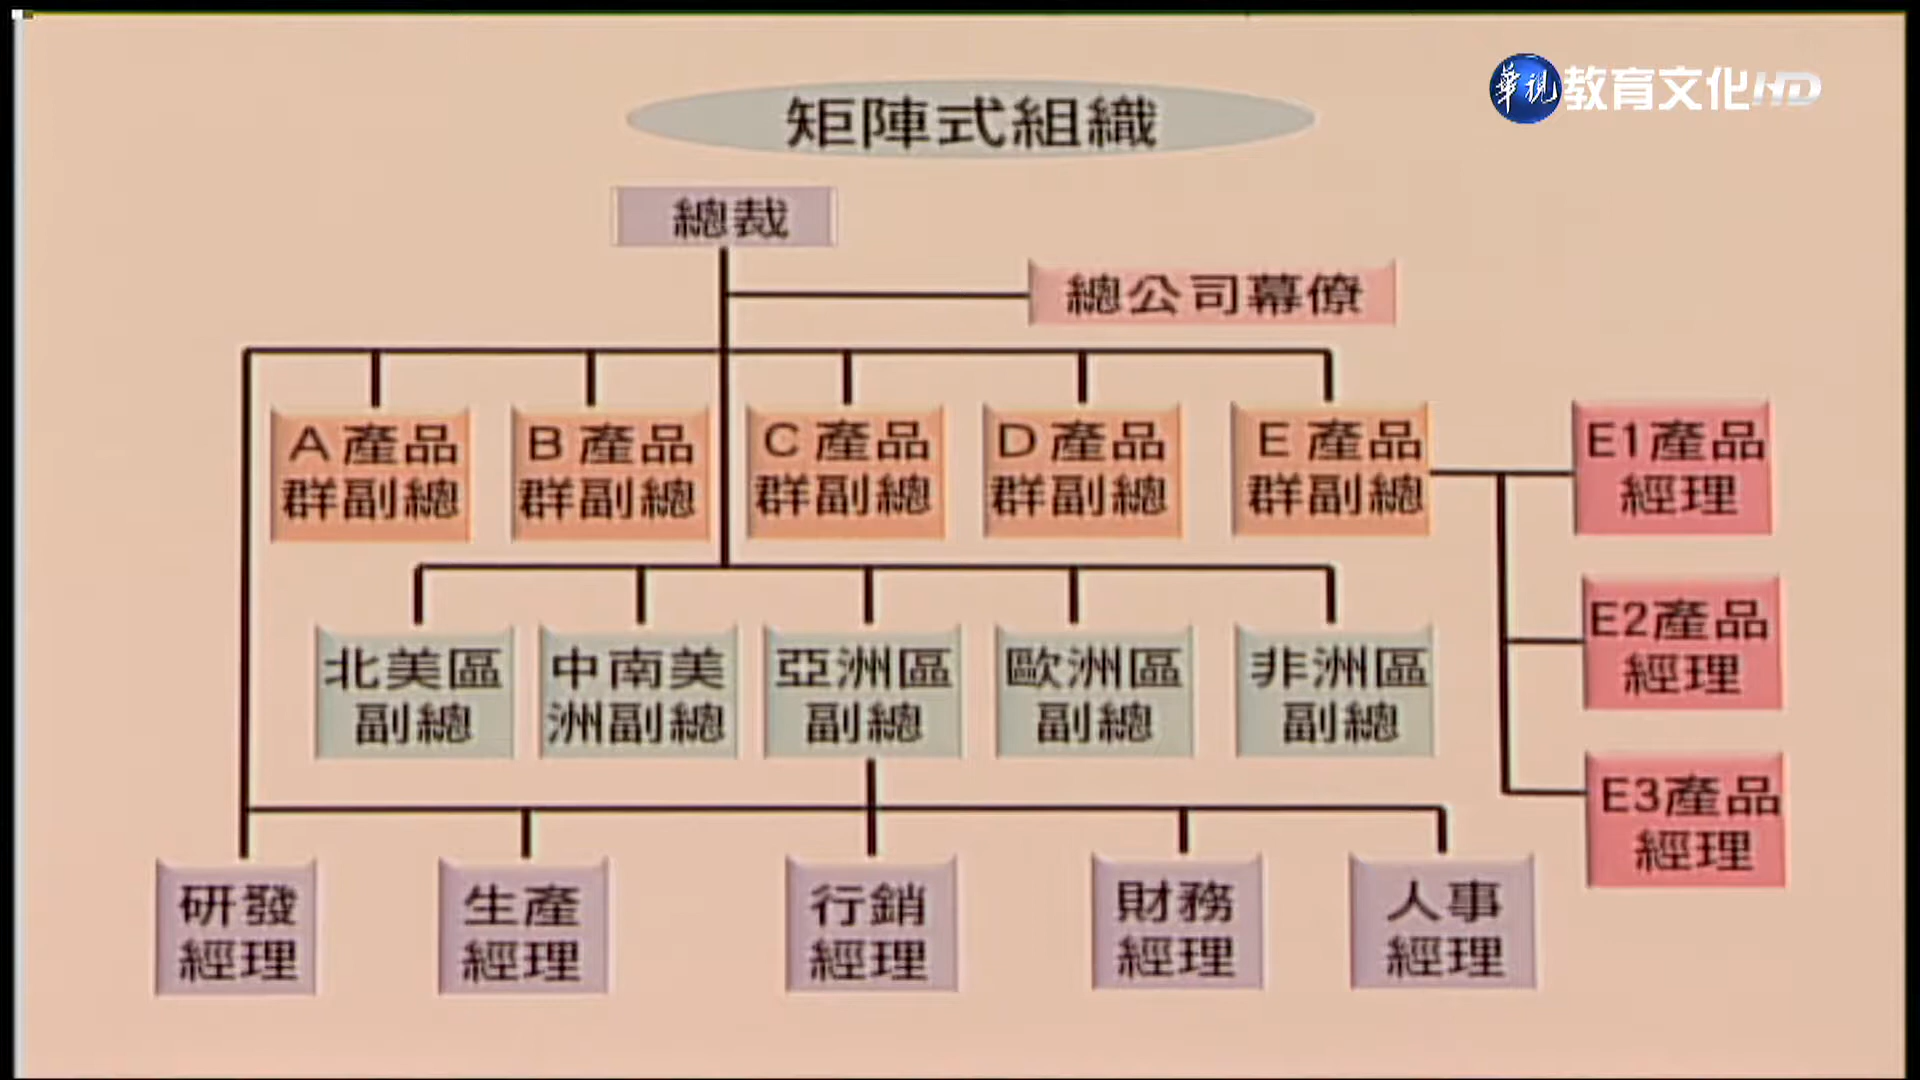 華視 教育文化HD
矩陣式組織
總裁
總公司幕僚
A產品
群副總
B產品
群副總
C產品
群副總
D產品
群副總
E產品
群副總
E1產品
經理
E2產品
經理
E3產品
經理
北美區
副總
中南美
洲副總
亞洲區
副總
歐洲區
副總
非洲區
副總
研發
經理
生產
經理
行銷
經理
財務
經理
人事
經理